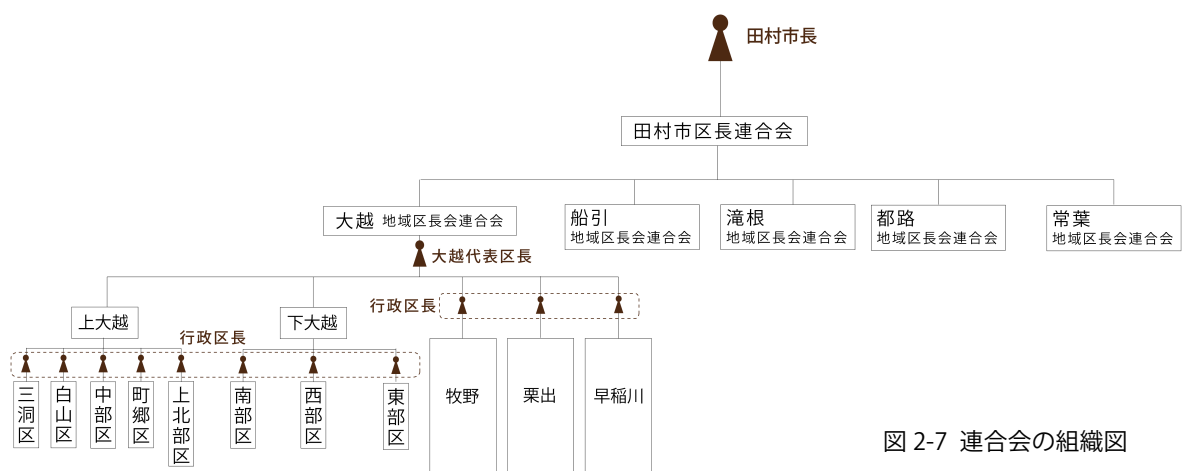 田村市長
田村市区長連合会
大越 地域区長会連合会
船引
地域区長会連合会
滝根
地域区長会連合会
都路
地域区長会連合会
常葉
地域区長会連合会
大越代表区長
行政区長
上大越
下大越
行政区長
三洞区
白山区
中部区
町郷区
上北部区
南部区
西部区
東部区
牧野
栗出
早稲川
図 2-7 連合会の組織図